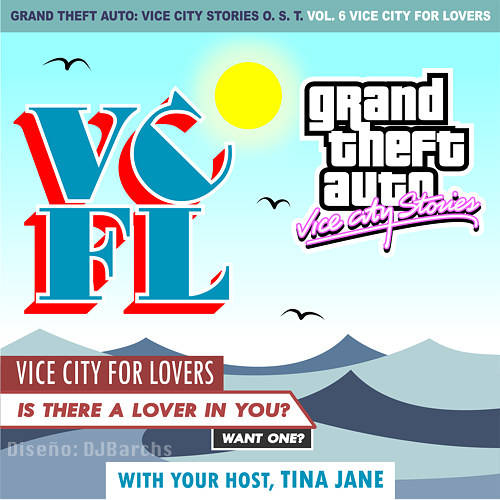 GRAND THEFT AUTO: VICE CITY STORIES O. S. T. VOL. 6 VICE CITY FOR LOVERS
VC
FL
grand
theft
auto
Vice City Stories
VICE CITY FOR LOVERS
IS THERE A LOVER IN YOU?
Diseño: DJBarchs
WANT ONE?
WITH YOUR HOST, TINA JANE